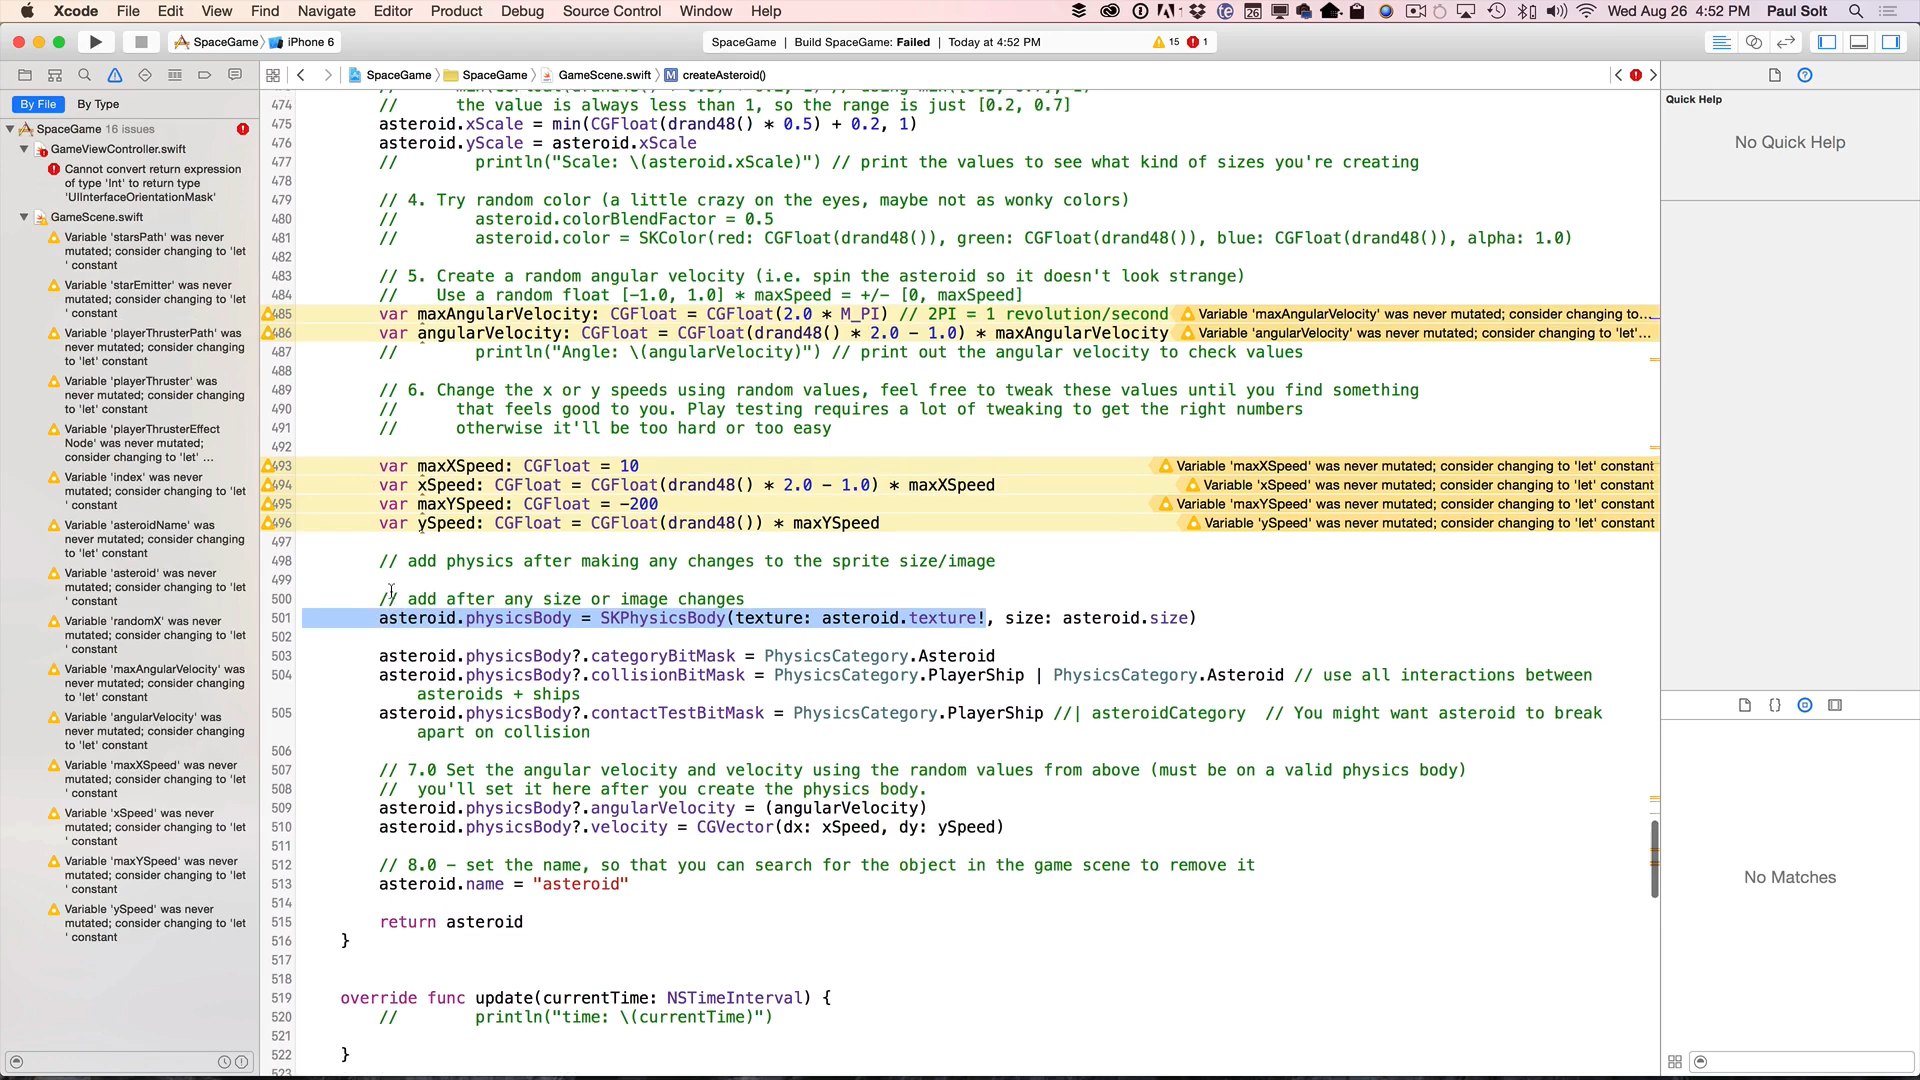 Xcode File Edit View Find Navigate Editor Product Debug Source Control Window Help
26 Wed Aug 26 4:52 PM Paul Solt
SpaceGame iPhone 6
SpaceGame | Build SpaceGame: Failed | Today at 4:52 PM 15 1
SpaceGame SpaceGame GameScene.swift M createAsteroid()
By File By Type
SpaceGame 16 issues
GameViewController.swift
Cannot convert return expression
of type 'Int' to return type
'UIInterfaceOrientationMask'
GameScene.swift
Variable 'starsPath' was never
mutated; consider changing to 'let
' constant
Variable 'starEmitter' was never
mutated; consider changing to 'let
' constant
Variable 'playerThrusterPath' was
never mutated; consider changing
to 'let' constant
Variable 'playerThruster' was
never mutated; consider changing
to 'let' constant
Variable 'playerThrusterEffect
Node' was never mutated;
consider changing to 'let' ...
Variable 'index' was never
mutated; consider changing to 'let
' constant
Variable 'asteroidName' was
never mutated; consider changing
to 'let' constant
Variable 'asteroid' was never
mutated; consider changing to 'let
' constant
Variable 'randomX' was never
mutated; consider changing to 'let
' constant
Variable 'maxAngularVelocity' was
never mutated; consider changing
to 'let' constant
Variable 'angularVelocity' was
never mutated; consider changing
to 'let' constant
Variable 'maxXSpeed' was never
mutated; consider changing to 'let
' constant
Variable 'xSpeed' was never
mutated; consider changing to 'let
' constant
Variable 'maxYSpeed' was never
mutated; consider changing to 'let
' constant
Variable 'ySpeed' was never
mutated; consider changing to 'let
' constant
474 // the value is always less than 1, so the range is just [0.2, 0.7]
475 asteroid.xScale = min(CGFloat(drand48() * 0.5) + 0.2, 1)
476 asteroid.yScale = asteroid.xScale
477 // println("Scale: \(asteroid.xScale)") // print the values to see what kind of sizes you're creating
478
479 // 4. Try random color (a little crazy on the eyes, maybe not as wonky colors)
480 // asteroid.colorBlendFactor = 0.5
481 // asteroid.color = SKColor(red: CGFloat(drand48()), green: CGFloat(drand48()), blue: CGFloat(drand48()), alpha: 1.0)
482
483 // 5. Create a random angular velocity (i.e. spin the asteroid so it doesn't look strange)
484 // Use a random float [-1.0, 1.0] * maxSpeed = +/- [0, maxSpeed]
485 var maxAngularVelocity: CGFloat = CGFloat(2.0 * M_PI) // 2PI = 1 revolution/second Variable 'maxAngularVelocity' was never mutated; consider changing to...
486 var angularVelocity: CGFloat = CGFloat(drand48() * 2.0 - 1.0) * maxAngularVelocity Variable 'angularVelocity' was never mutated; consider changing to 'let'...
487 // println("Angle: \(angularVelocity)") // print out the angular velocity to check values
488
489 // 6. Change the x or y speeds using random values, feel free to tweak these values until you find something
490 // that feels good to you. Play testing requires a lot of tweaking to get the right numbers
491 // otherwise it'll be too hard or too easy
492
493 var maxXSpeed: CGFloat = 10 Variable 'maxXSpeed' was never mutated; consider changing to 'let' constant
494 var xSpeed: CGFloat = CGFloat(drand48() * 2.0 - 1.0) * maxXSpeed Variable 'xSpeed' was never mutated; consider changing to 'let' constant
495 var maxYSpeed: CGFloat = -200 Variable 'maxYSpeed' was never mutated; consider changing to 'let' constant
496 var ySpeed: CGFloat = CGFloat(drand48()) * maxYSpeed Variable 'ySpeed' was never mutated; consider changing to 'let' constant
497
498 // add physics after making any changes to the sprite size/image
499
500 // add after any size or image changes
501 asteroid.physicsBody = SKPhysicsBody(texture: asteroid.texture!, size: asteroid.size)
502
503 asteroid.physicsBody?.categoryBitMask = PhysicsCategory.Asteroid
504 asteroid.physicsBody?.collisionBitMask = PhysicsCategory.PlayerShip | PhysicsCategory.Asteroid // use all interactions between
asteroids + ships
505 asteroid.physicsBody?.contactTestBitMask = PhysicsCategory.PlayerShip //| asteroidCategory // You might want asteroid to break
apart on collision
506
507 // 7.0 Set the angular velocity and velocity using the random values from above (must be on a valid physics body)
508 // you'll set it here after you create the physics body.
509 asteroid.physicsBody?.angularVelocity = (angularVelocity)
510 asteroid.physicsBody?.velocity = CGVector(dx: xSpeed, dy: ySpeed)
511
512 // 8.0 - set the name, so that you can search for the object in the game scene to remove it
513 asteroid.name = "asteroid"
514
515 return asteroid
516 }
517
518
519 override func update(currentTime: NSTimeInterval) {
520 // println("time: \(currentTime)")
521
522 }
523
Quick Help
No Quick Help
No Matches